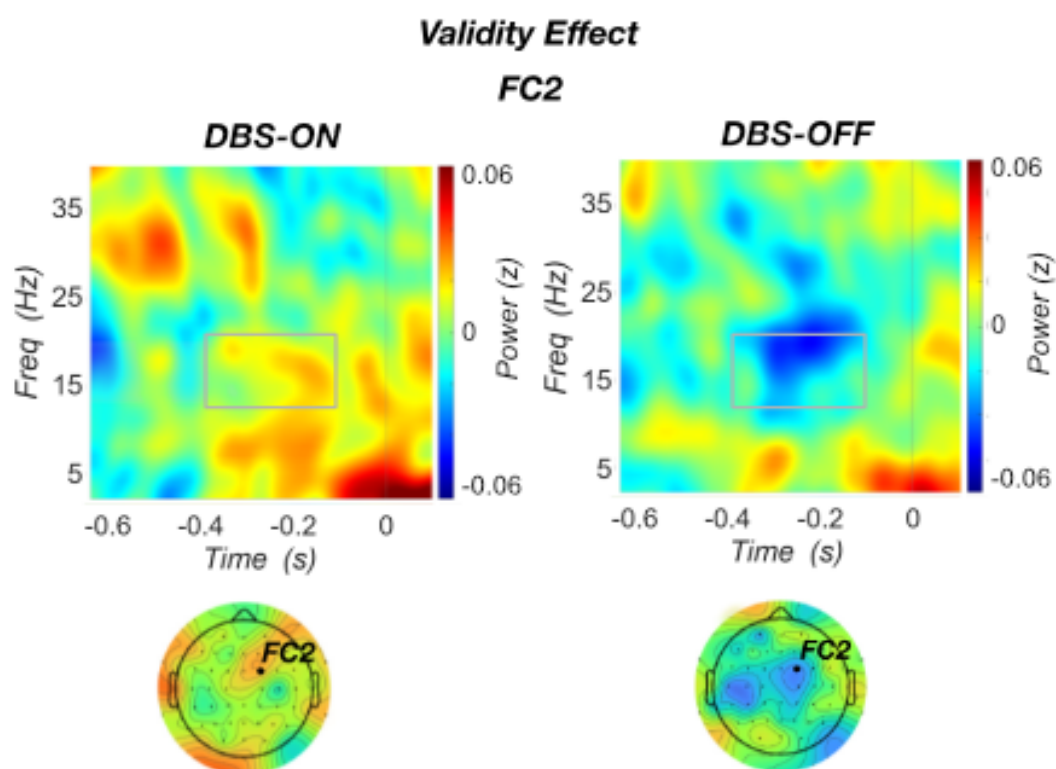 Validity Effect
FC2
DBS-ON
DBS-OFF
Freq (Hz)
35
25
15
5
-0.6
-0.4
-0.2
0
Time (s)
0.06
0
-0.06
Power (z)
Freq (Hz)
35
25
15
5
-0.6
-0.4
-0.2
0
Time (s)
0.06
0
-0.06
Power (z)
FC2
FC2